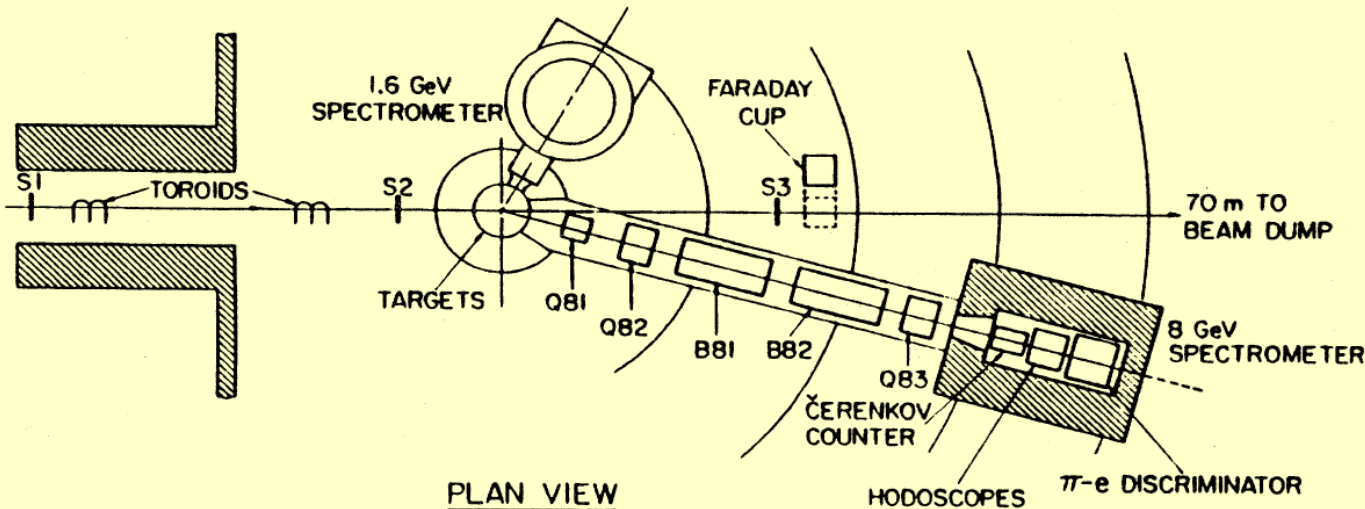 1.6 GeV
SPECTROMETER
FARADAY
CUP
S1
TOROIDS
S2
S3
70 m TO
BEAM DUMP
TARGETS
Q81
Q82
B81
B82
Q83
8 GeV
SPECTROMETER
ČERENKOV
COUNTER
HODOSCOPES
π-e DISCRIMINATOR
PLAN VIEW